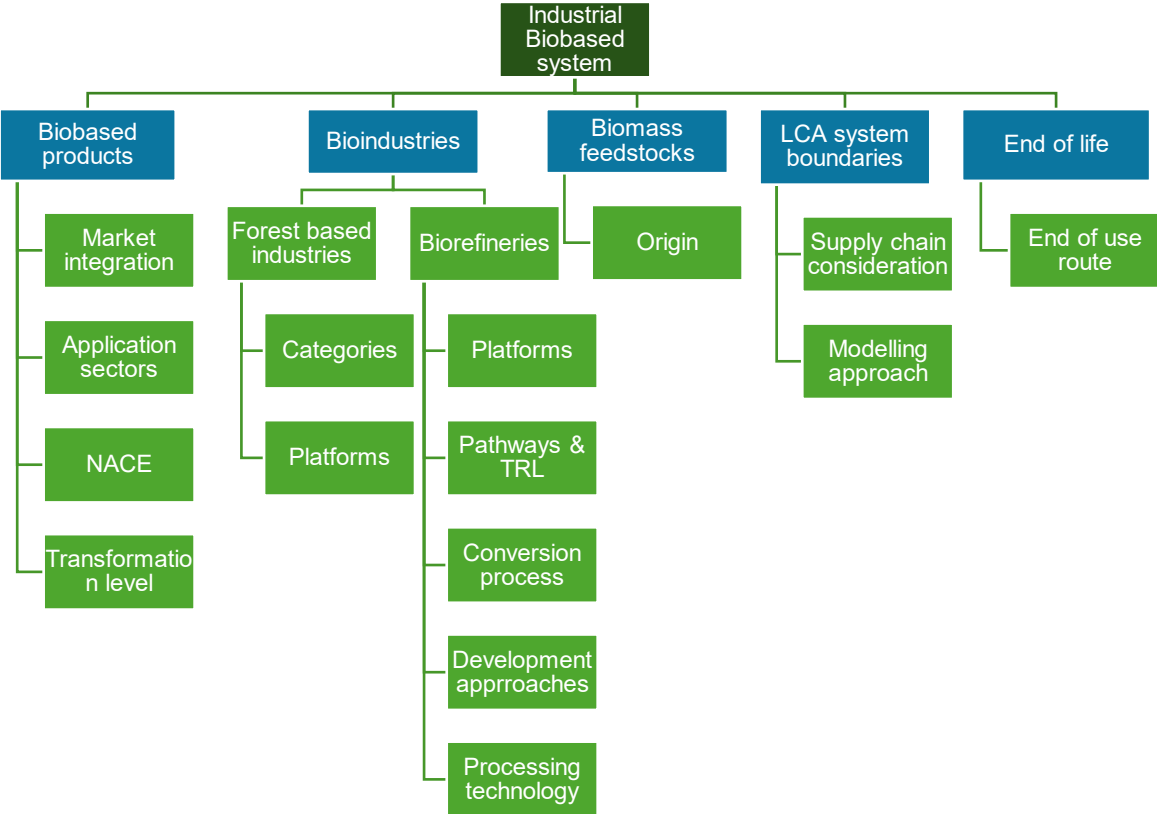 Industrial
Biobased
system
Biobased
products
Bioindustries
Biomass
feedstocks
LCA system
boundaries
End of life
Market
integration
Application
sectors
NACE
Transformatio
n level
Forest based
industries
Categories
Platforms
Biorefineries
Platforms
Pathways &
TRL
Conversion
process
Development
apprroaches
Processing
technology
Origin
Supply chain
consideration
Modelling
approach
End of use
route